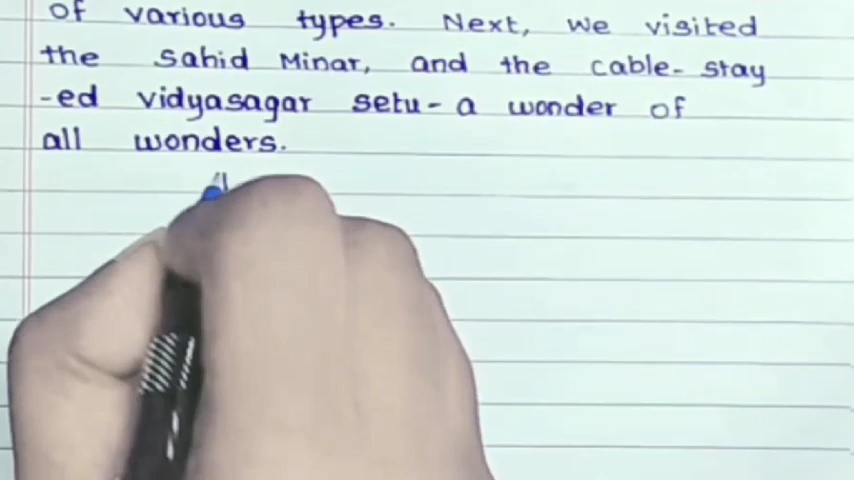 of various types. Next, we visited
the sahid Minar, and the cable-stay
-ed vidyasagar setu- a wonder of
all wonders.